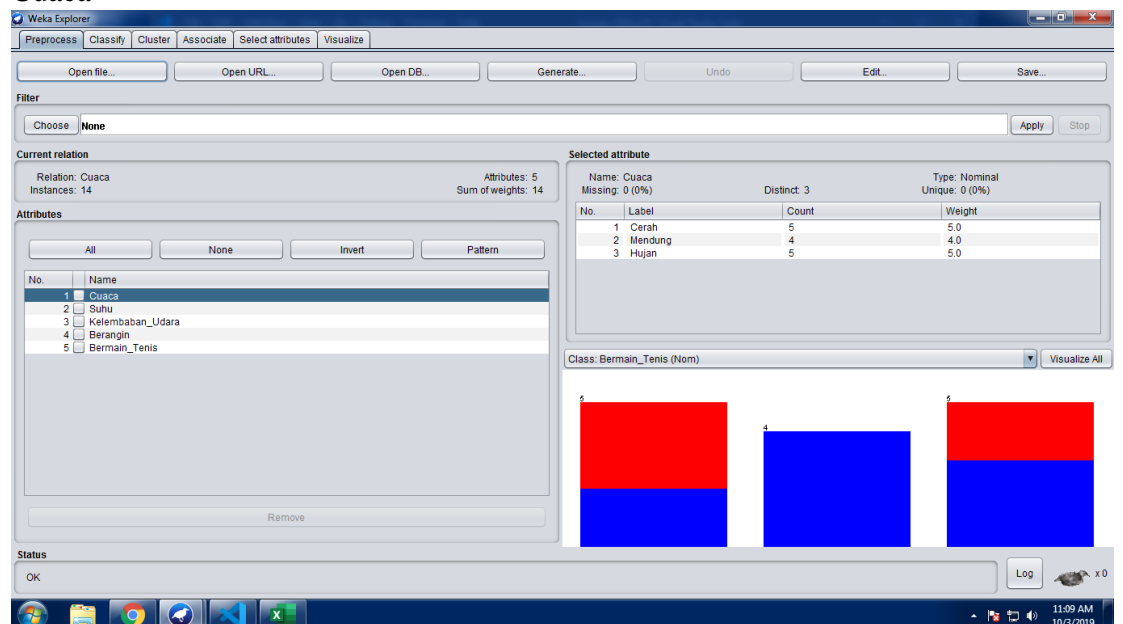 Cuaca
Weka Explorer
Preprocess Classify Cluster Associate Select attributes Visualize
Open file... Open URL... Open DB... Generate... Undo Edit... Save...
Filter
Choose None Apply Stop
Current relation
Relation: Cuaca Attributes: 5
Instances: 14 Sum of weights: 14
Attributes
All None Invert Pattern
No. Name
1 Cuaca
2 Suhu
3 Kelembaban_Udara
4 Berangin
5 Bermain_Tenis
Remove
Selected attribute
Name: Cuaca Type: Nominal
Missing: 0 (0%) Distinct: 3 Unique: 0 (0%)
No. Label Count Weight
1 Cerah 5 5.0
2 Mendung 4 4.0
3 Hujan 5 5.0
Class: Bermain_Tenis (Nom) Visualize All
5 4 5
Status
OK Log x 0
11:09 AM
10/3/2019